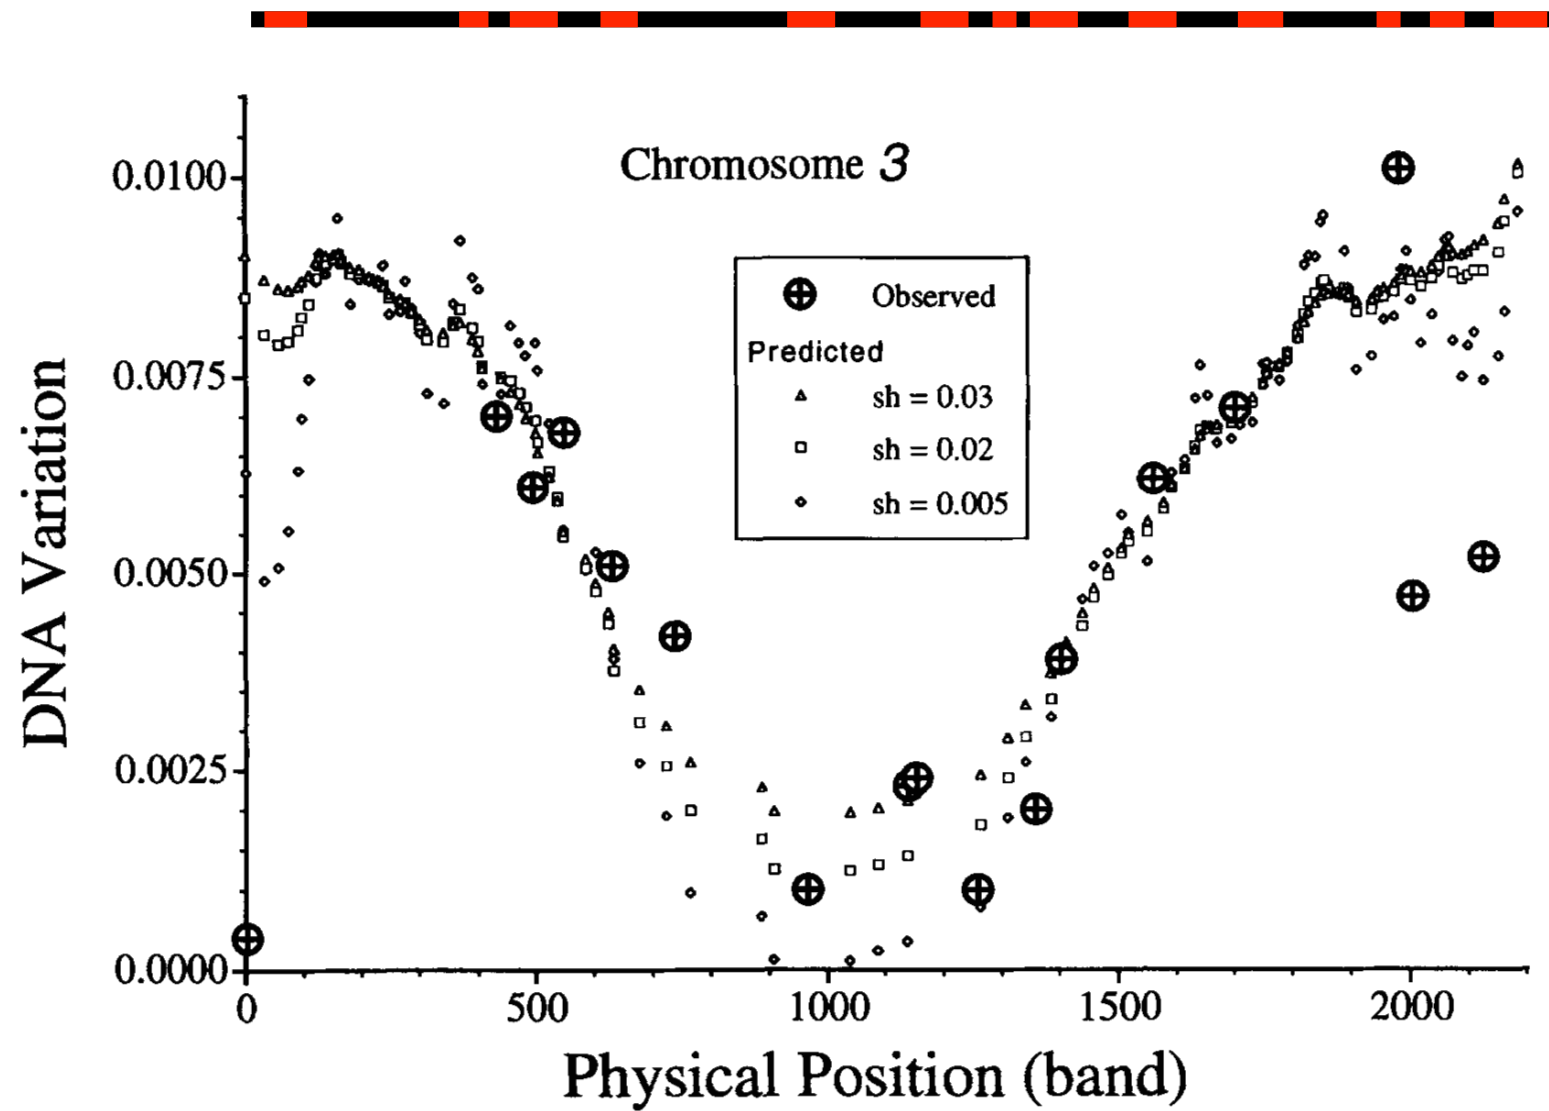 Chromosome 3
0.0100
0.0075
0.0050
0.0025
0.0000
DNA Variation
Observed
Predicted
sh = 0.03
sh = 0.02
sh = 0.005
0 500 1000 1500 2000
Physical Position (band)